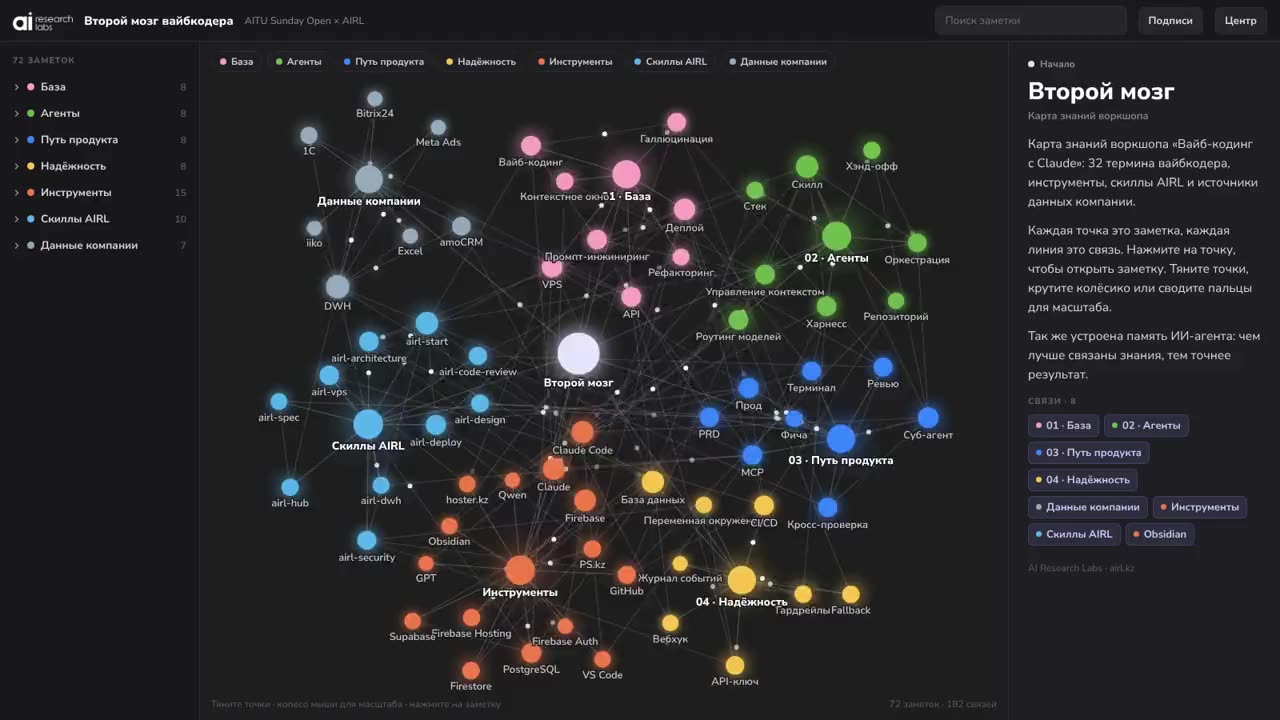 ai research labs
Второй мозг вайбкодера
AITU Sunday Open × AIRL
Поиск заметки
Подписи
Центр
72 ЗАМЕТОК
База 8
Агенты 8
Путь продукта 8
Надёжность 8
Инструменты 15
Скиллы AIRL 10
Данные компании 7
База
Агенты
Путь продукта
Надёжность
Инструменты
Скиллы AIRL
Данные компании
Bitrix24
1C
Meta Ads
Данные компании
iiko
Excel
amoCRM
DWH
Галлюцинация
Вайб-кодинг
Контекстное окно
01 · База
Деплой
Промпт-инжиниринг
Рефакторинг
VPS
API
Хэнд-офф
Скилл
Стек
02 · Агенты
Оркестрация
Управление контекстом
Харнесс
Репозиторий
Роутинг моделей
Второй мозг
airl-start
airl-architecture
airl-code-review
airl-vps
airl-spec
airl-design
airl-deploy
Скиллы AIRL
airl-hub
airl-dwh
airl-security
Терминал
Ревью
Прод
PRD
Фича
Суб-агент
03 · Путь продукта
MCP
Кросс-проверка
Claude Code
Claude
hoster.kz
Qwen
Firebase
Obsidian
PS.kz
GPT
GitHub
Инструменты
Supabase
Firebase Hosting
Firebase Auth
PostgreSQL
VS Code
Firestore
База данных
CI/CD
Журнал событий
04 · Надёжность
Гардрейлы
Fallback
Вебхук
API-ключ
Тяните точки · колесо мыши для масштаба · нажмите на заметку
72 заметок · 182 связей
Начало
Второй мозг
Карта знаний воркшопа
Карта знаний воркшопа «Вайб-кодинг
с Claude»: 32 термина вайбкодера,
инструменты, скиллы AIRL и источники
данных компании.
Каждая точка это заметка, каждая
линия это связь. Нажмите на точку,
чтобы открыть заметку. Тяните точки,
крутите колёсико или сводите пальцы
для масштаба.
Так же устроена память ИИ-агента: чем
лучше связаны знания, тем точнее
результат.
СВЯЗИ · 8
01 · База
02 · Агенты
03 · Путь продукта
04 · Надёжность
Данные компании
Инструменты
Скиллы AIRL
Obsidian
AI Research Labs · airl.kz